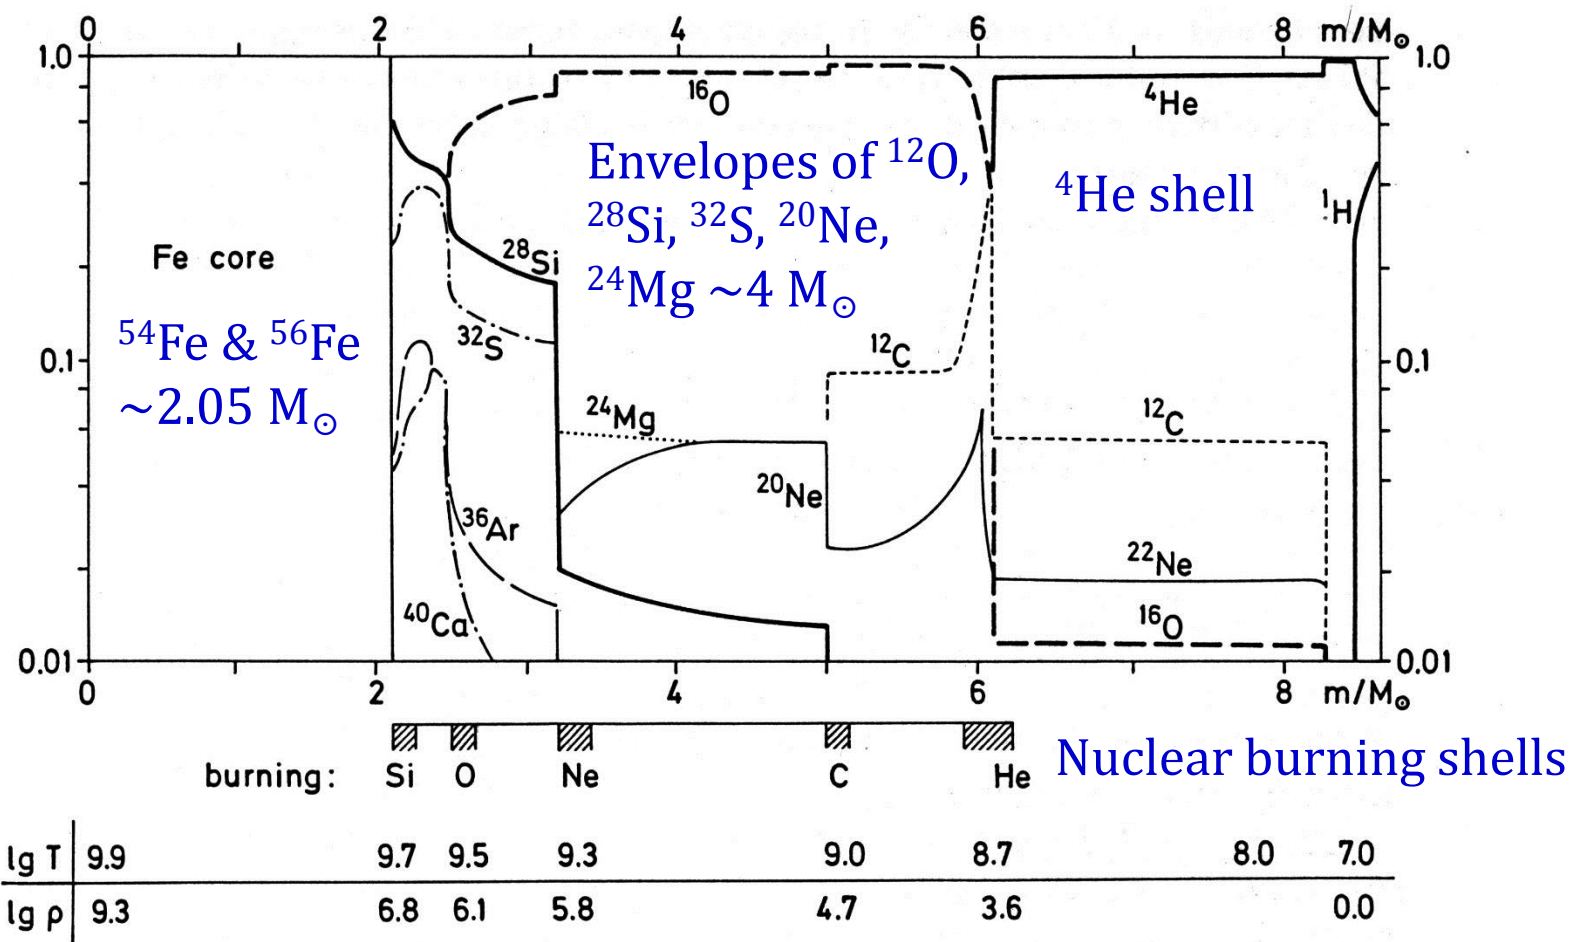 0 2 4 6 8 m/M⊙
1.0 1.0
¹⁶O ⁴He
Envelopes of ¹²O,
²⁸Si, ³²S, ²⁰Ne,
²⁴Mg ~4 M⊙
⁴He shell
¹H
Fe core
²⁸Si
⁵⁴Fe & ⁵⁶Fe
~2.05 M⊙
³²S
¹²C
0.1 0.1
²⁴Mg
¹²C
²⁰Ne
³⁶Ar
²²Ne
⁴⁰Ca
¹⁶O
0.01 0.01
0 2 4 6 8 m/M⊙
burning: Si O Ne C He
Nuclear burning shells
lg T 9.9 9.7 9.5 9.3 9.0 8.7 8.0 7.0
lg ρ 9.3 6.8 6.1 5.8 4.7 3.6 0.0